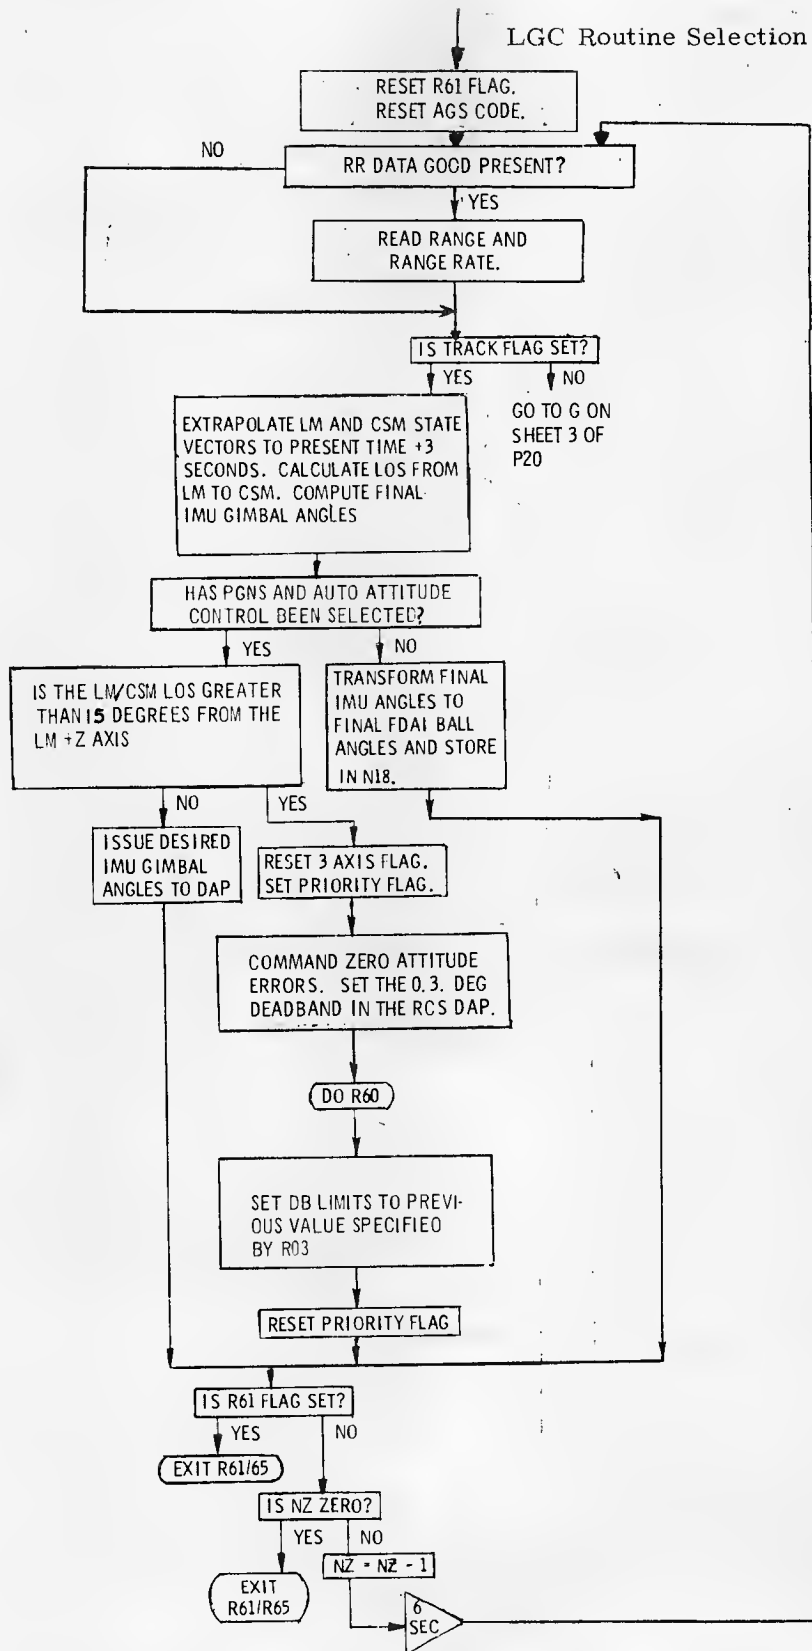 LGC Routine Selection
RESET R61 FLAG.
RESET AGS CODE.
NO
RR DATA GOOD PRESENT?
YES
READ RANGE AND
RANGE RATE.
IS TRACK FLAG SET?
YES
NO
GO TO G ON
SHEET 3 OF
P20
EXTRAPOLATE LM AND CSM STATE
VECTORS TO PRESENT TIME +3
SECONDS. CALCULATE LOS FROM
LM TO CSM. COMPUTE FINAL
IMU GIMBAL ANGLES
HAS PGNS AND AUTO ATTITUDE
CONTROL BEEN SELECTED?
YES
NO
IS THE LM/CSM LOS GREATER
THAN 15 DEGREES FROM THE
LM +Z AXIS
TRANSFORM FINAL
IMU ANGLES TO
FINAL FDAI BALL
ANGLES AND STORE
IN N18.
NO
YES
ISSUE DESIRED
IMU GIMBAL
ANGLES TO DAP
RESET 3 AXIS FLAG.
SET PRIORITY FLAG.
COMMAND ZERO ATTITUDE
ERRORS. SET THE 0.3. DEG
DEADBAND IN THE RCS DAP.
DO R60
SET DB LIMITS TO PREVI-
OUS VALUE SPECIFIED
BY R03
RESET PRIORITY FLAG
IS R61 FLAG SET?
YES
NO
EXIT R61/65
IS NZ ZERO?
YES
NO
NZ = NZ - 1
EXIT
R61/R65
6
SEC